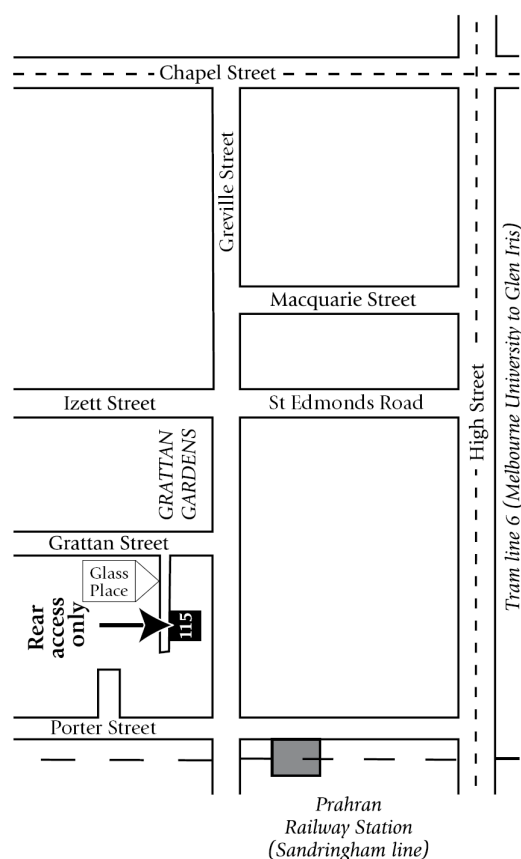 Chapel Street
Greville Street
Macquarie Street
Izett Street
St Edmonds Road
High Street
Tram line 6 (Melbourne University to Glen Iris)
GRATTAN
GARDENS
Grattan Street
Glass
Place
Rear
access
only
115
Porter Street
Prahran
Railway Station
(Sandringham line)